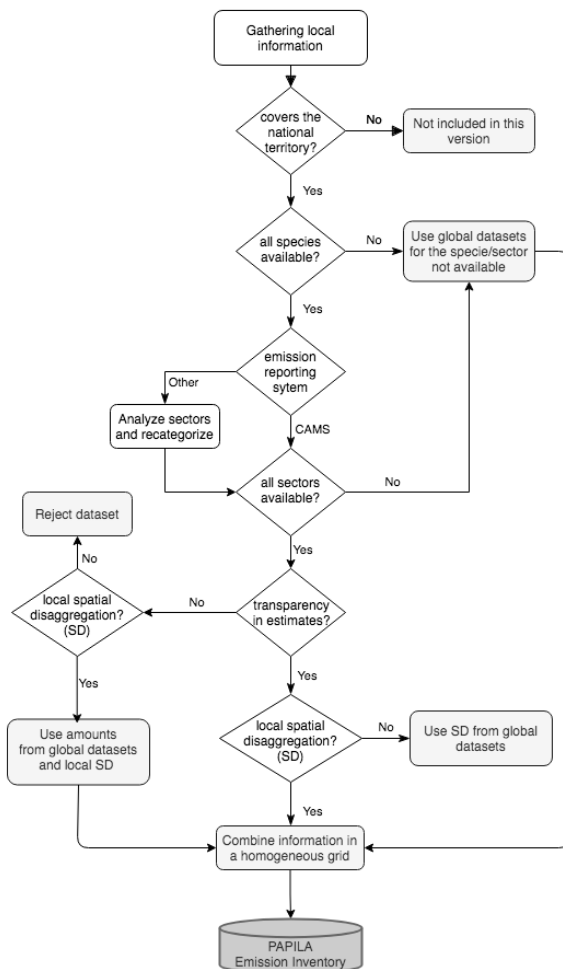 Gathering local
information
covers the
national
territory?
No
Not included in this
version
Yes
all species
available?
No
Use global datasets
for the specie/sector
not available
Yes
emission
reporting
sytem
Other
Analyze sectors
and recategorize
CAMS
all sectors
available?
No
Reject dataset
Yes
No
local spatial
disaggregation?
(SD)
No
transparency
in estimates?
Yes
Yes
Use amounts
from global datasets
and local SD
local spatial
disaggregation?
(SD)
No
Use SD from global
datasets
Yes
Combine information in
a homogeneous grid
PAPILA
Emission Inventory